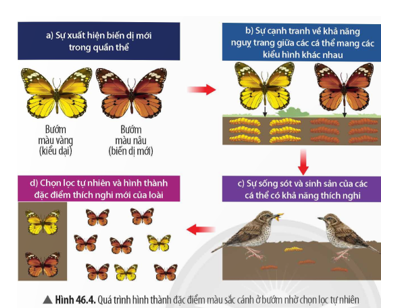 a) Sự xuất hiện biến dị mới
trong quần thể
b) Sự cạnh tranh về khả năng
nguỵ trang giữa các cá thể mang các
kiểu hình khác nhau
Bướm
màu vàng
(kiểu dại)
Bướm
màu nâu
(biến dị mới)
d) Chọn lọc tự nhiên và hình thành
đặc điểm thích nghi mới của loài
c) Sự sống sót và sinh sản của các
cá thể có khả năng thích nghi
▲ Hình 46.4. Quá trình hình thành đặc điểm màu sắc cánh ở bướm nhờ chọn lọc tự nhiên